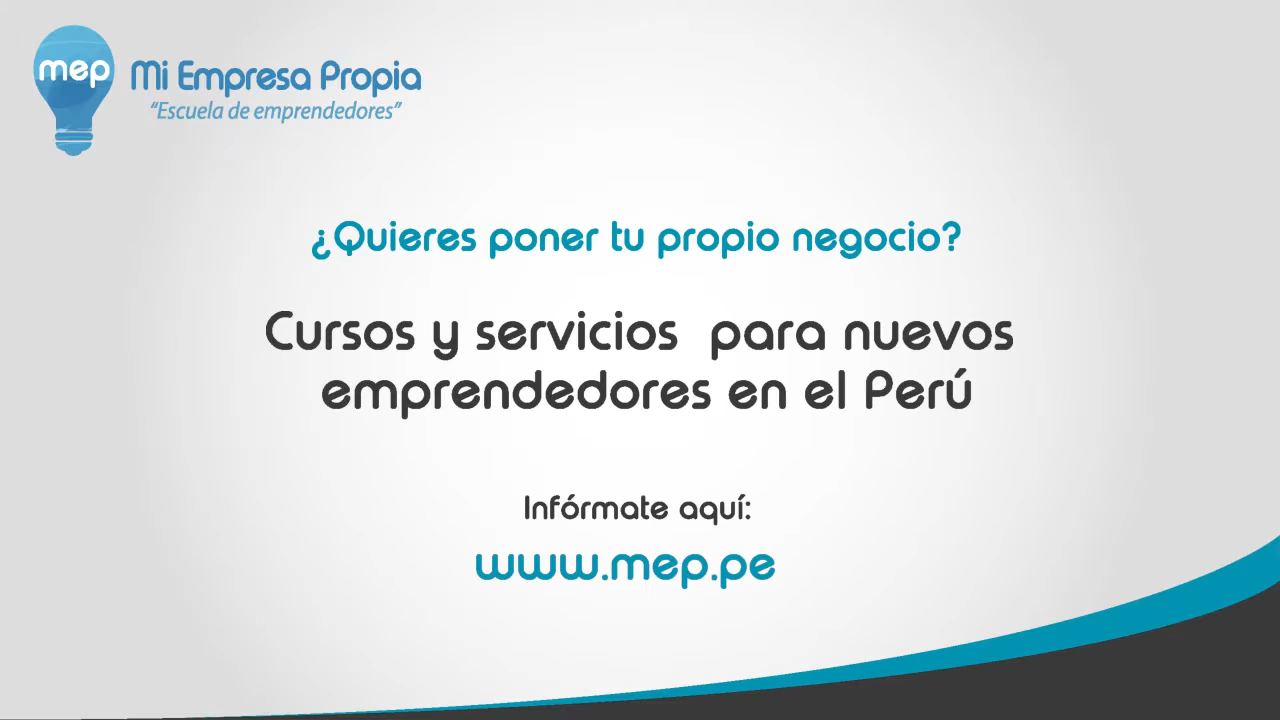 mep
Mi Empresa Propia
“Escuela de emprendedores”
¿Quieres poner tu propio negocio?
Cursos y servicios para nuevos
emprendedores en el Perú
Infórmate aquí:
www.mep.pe